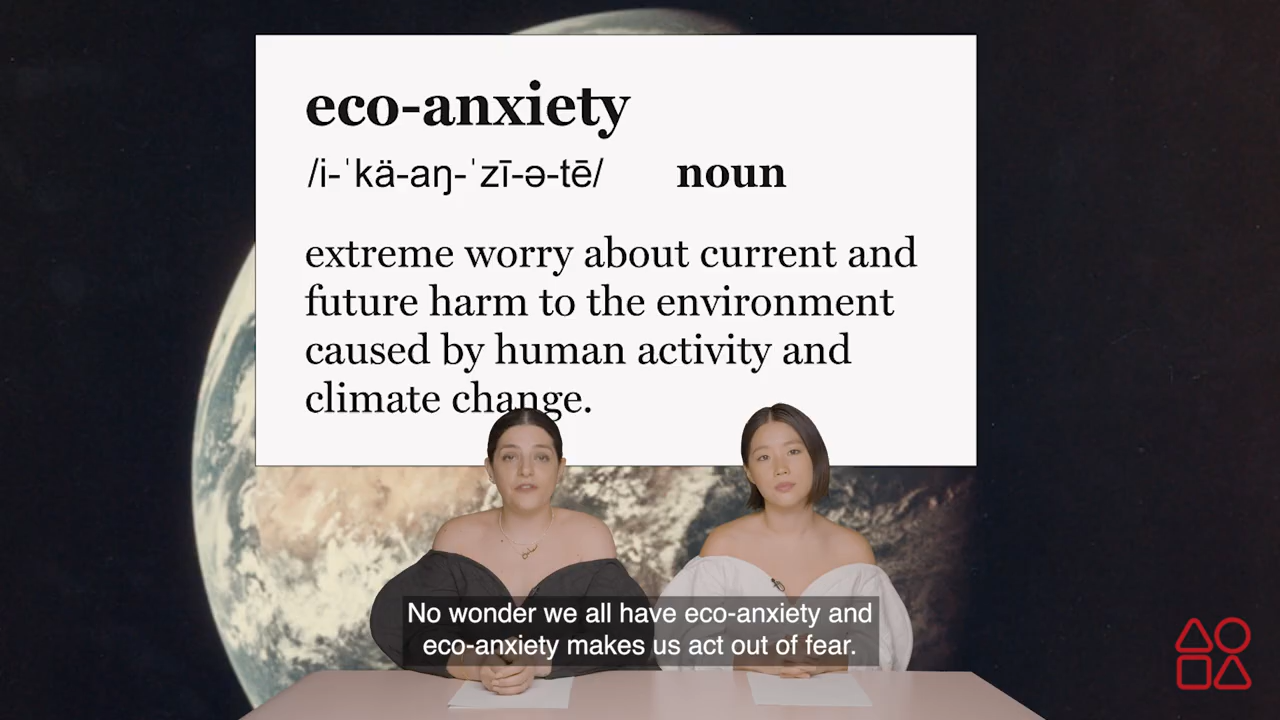 eco-anxiety
/i-ˈkä-aŋ-ˈzī-ə-tē/ noun
extreme worry about current and
future harm to the environment
caused by human activity and
climate change.
No wonder we all have eco-anxiety and
eco-anxiety makes us act out of fear.